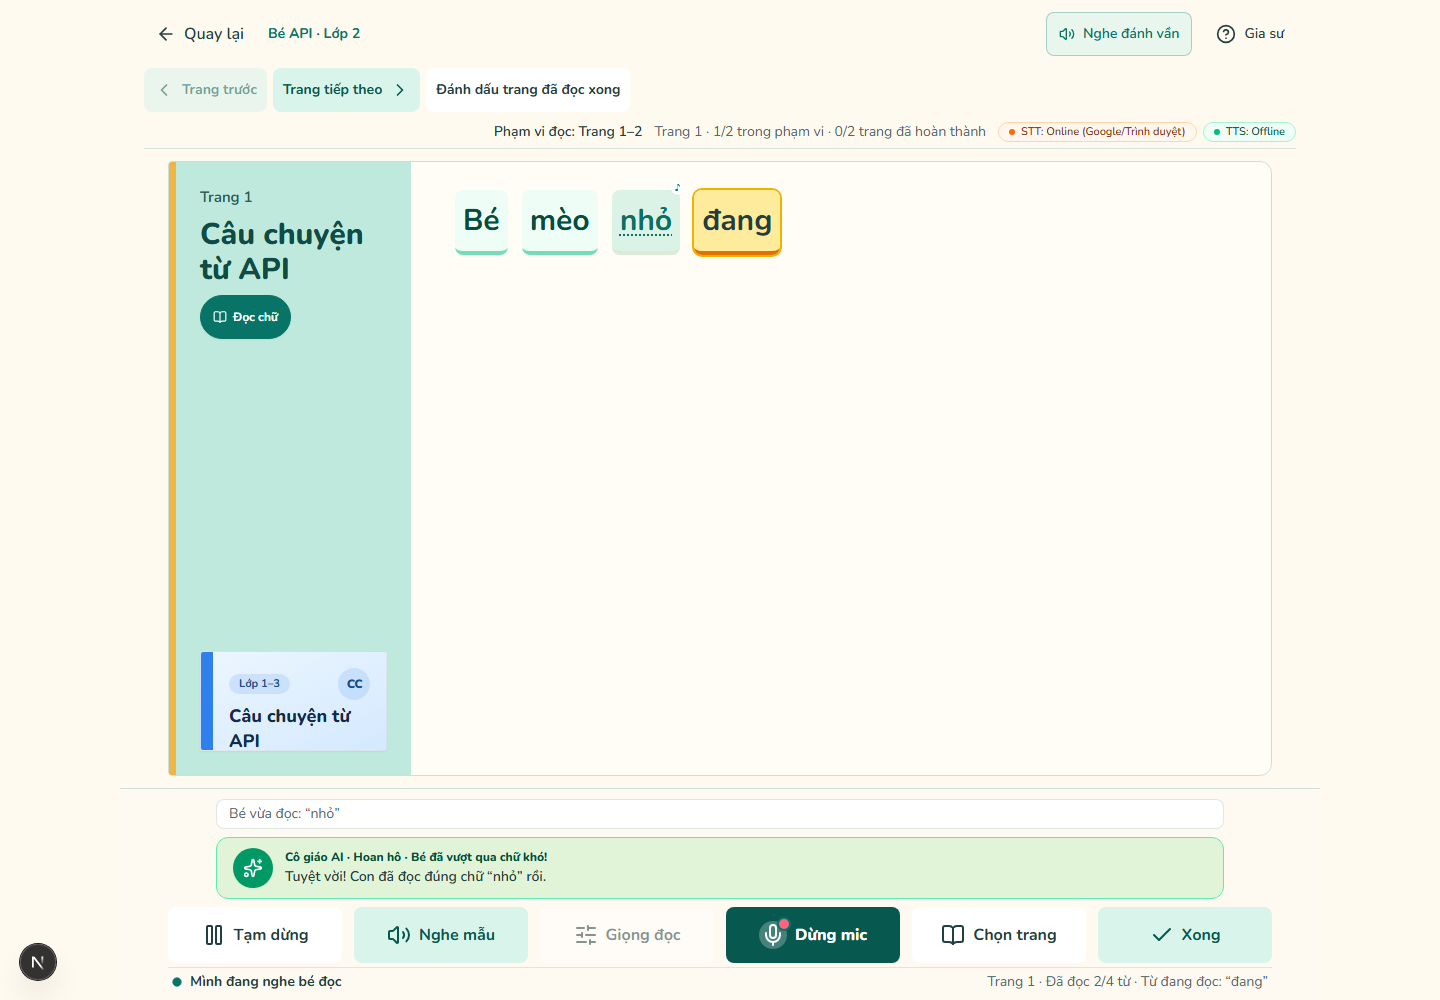 Quay lại
Bé API · Lớp 2
Nghe đánh vần
Gia sư
Trang trước
Trang tiếp theo
Đánh dấu trang đã đọc xong
Phạm vi đọc: Trang 1–2
Trang 1 · 1/2 trong phạm vi · 0/2 trang đã hoàn thành
STT: Online (Google/Trình duyệt)
TTS: Offline
Trang 1
Câu chuyện
từ API
Đọc chữ
Bé mèo nhỏ đang
Lớp 1–3
CC
Câu chuyện từ
API
Bé vừa đọc: “nhỏ”
Cô giáo AI · Hoan hô · Bé đã vượt qua chữ khó!
Tuyệt vời! Con đã đọc đúng chữ “nhỏ” rồi.
Tạm dừng
Nghe mẫu
Giọng đọc
Dừng mic
Chọn trang
Xong
N
Mình đang nghe bé đọc
Trang 1 · Đã đọc 2/4 từ · Từ đang đọc: “đang”